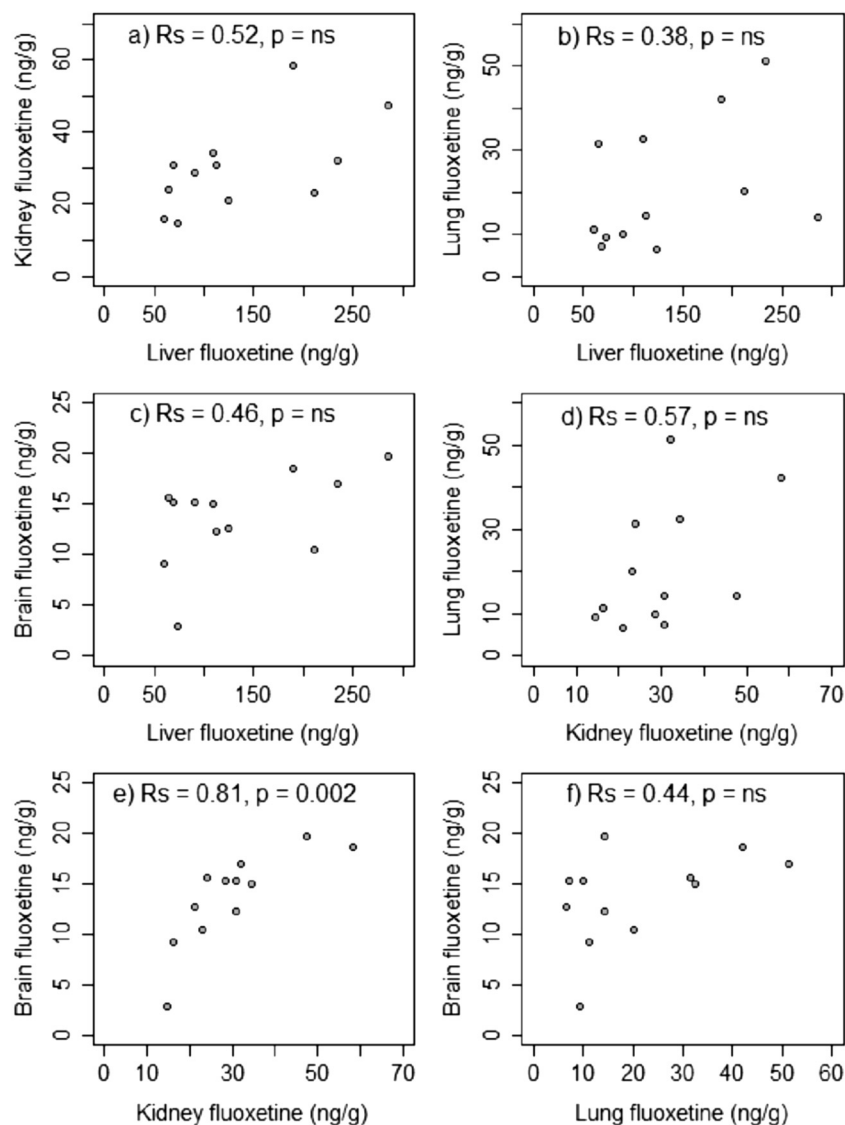 a) Rs = 0.52, p = ns
Kidney fluoxetine (ng/g)
60
40
20
0
0 50 150 250
Liver fluoxetine (ng/g)
b) Rs = 0.38, p = ns
Lung fluoxetine (ng/g)
50
30
10
0
0 50 150 250
Liver fluoxetine (ng/g)
c) Rs = 0.46, p = ns
Brain fluoxetine (ng/g)
25
20
15
10
5
0
0 50 150 250
Liver fluoxetine (ng/g)
d) Rs = 0.57, p = ns
Lung fluoxetine (ng/g)
50
30
10
0
0 10 30 50 70
Kidney fluoxetine (ng/g)
e) Rs = 0.81, p = 0.002
Brain fluoxetine (ng/g)
25
20
15
10
5
0
0 10 30 50 70
Kidney fluoxetine (ng/g)
f) Rs = 0.44, p = ns
Brain fluoxetine (ng/g)
25
20
15
10
5
0
0 10 20 30 40 50 60
Lung fluoxetine (ng/g)